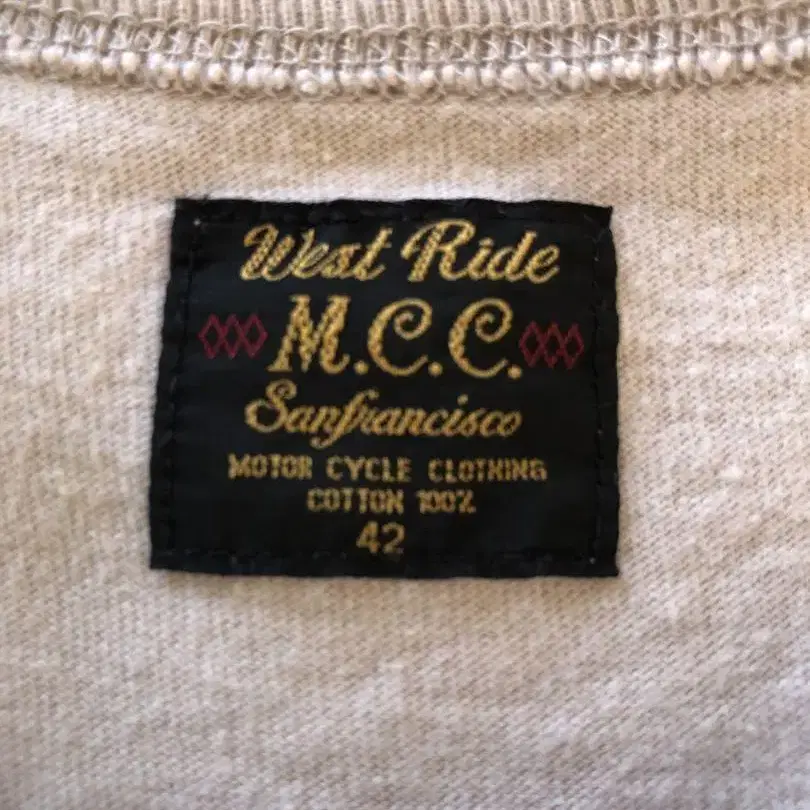 West Ride
M.C.C.
Sanfrancisco
MOTOR CYCLE CLOTHING
COTTON 100%
42